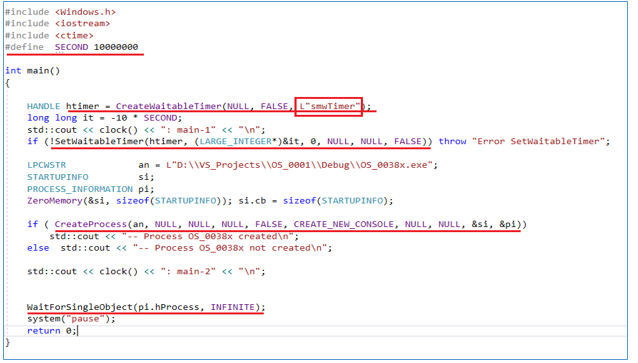 #include <Windows.h>
#include <iostream>
#include <ctime>
#define  SECOND 10000000
int main()
{
HANDLE htimer = CreateWaitableTimer(NULL, FALSE, L"smwTimer");
long long it = -10 * SECOND;
std::cout << clock() << ": main-1" << "\n";
if (!SetWaitableTimer(htimer, (LARGE_INTEGER*)&it, 0, NULL, NULL, FALSE)) throw "Error SetWaitableTimer";
LPCWSTR             an = L"D:\\VS_Projects\\OS_0001\\Debug\\OS_0038x.exe";
STARTUPINFO         si;
PROCESS_INFORMATION pi;
ZeroMemory(&si, sizeof(STARTUPINFO)); si.cb = sizeof(STARTUPINFO);
if ( CreateProcess(an, NULL, NULL, NULL, FALSE, CREATE_NEW_CONSOLE, NULL, NULL, &si, &pi))
std::cout << "-- Process OS_0038x created\n";
else  std::cout << "-- Process OS_0038x not created\n";
std::cout << clock() << ": main-2" << "\n";
WaitForSingleObject(pi.hProcess, INFINITE);
system("pause");
return 0;
}